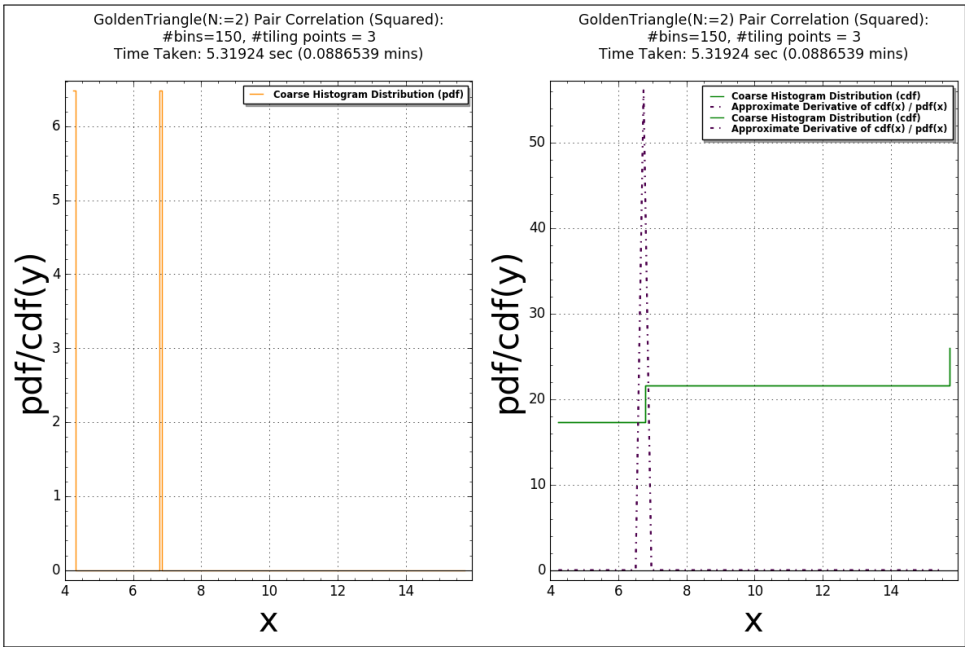 GoldenTriangle(N:=2) Pair Correlation (Squared):
#bins=150, #tiling points = 3
Time Taken: 5.31924 sec (0.0886539 mins)
Coarse Histogram Distribution (pdf)
pdf/cdf(y)
6
5
4
3
2
1
0
4 6 8 10 12 14
x
GoldenTriangle(N:=2) Pair Correlation (Squared):
#bins=150, #tiling points = 3
Time Taken: 5.31924 sec (0.0886539 mins)
Coarse Histogram Distribution (cdf)
Approximate Derivative of cdf(x) / pdf(x)
Coarse Histogram Distribution (cdf)
Approximate Derivative of cdf(x) / pdf(x)
pdf/cdf(y)
50
40
30
20
10
0
4 6 8 10 12 14
x